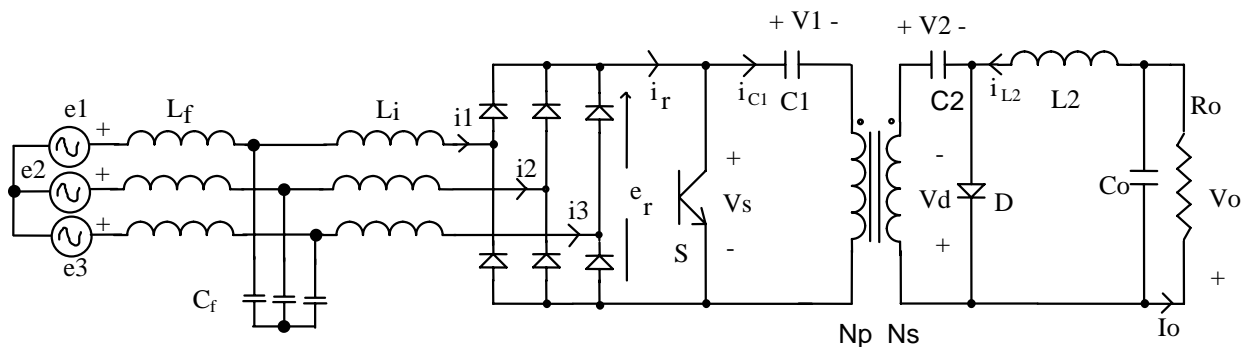 + V1 -
+ V2 -
e1
+
L_f
L_i
i1
i_r
i_C1
C1
C2
i_L2
L2
Ro
e2
+
i2
e_r
+
Vs
-
S
-
Vd
+
D
Co
Vo
+
e3
+
i3
C_f
Np Ns
Io